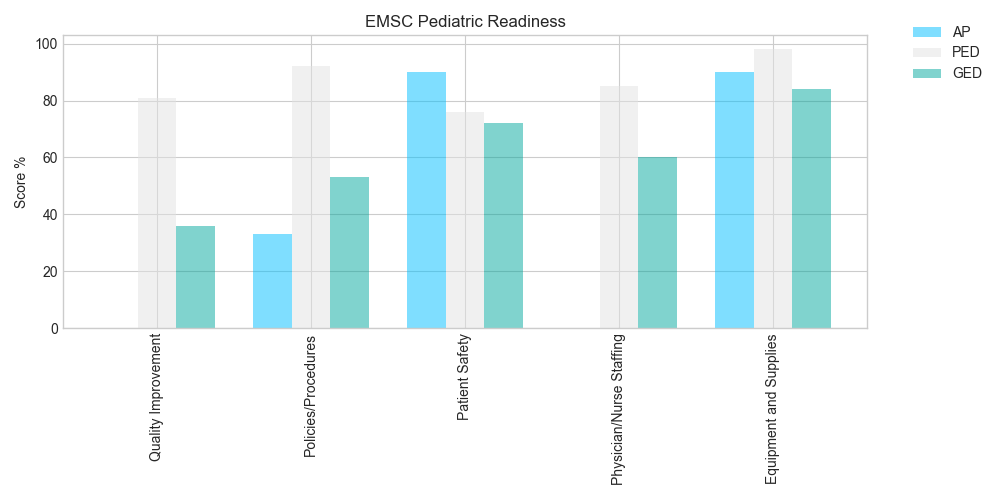 EMSC Pediatric Readiness
AP
PED
GED
Score %
100
80
60
40
20
0
Quality Improvement
Policies/Procedures
Patient Safety
Physician/Nurse Staffing
Equipment and Supplies